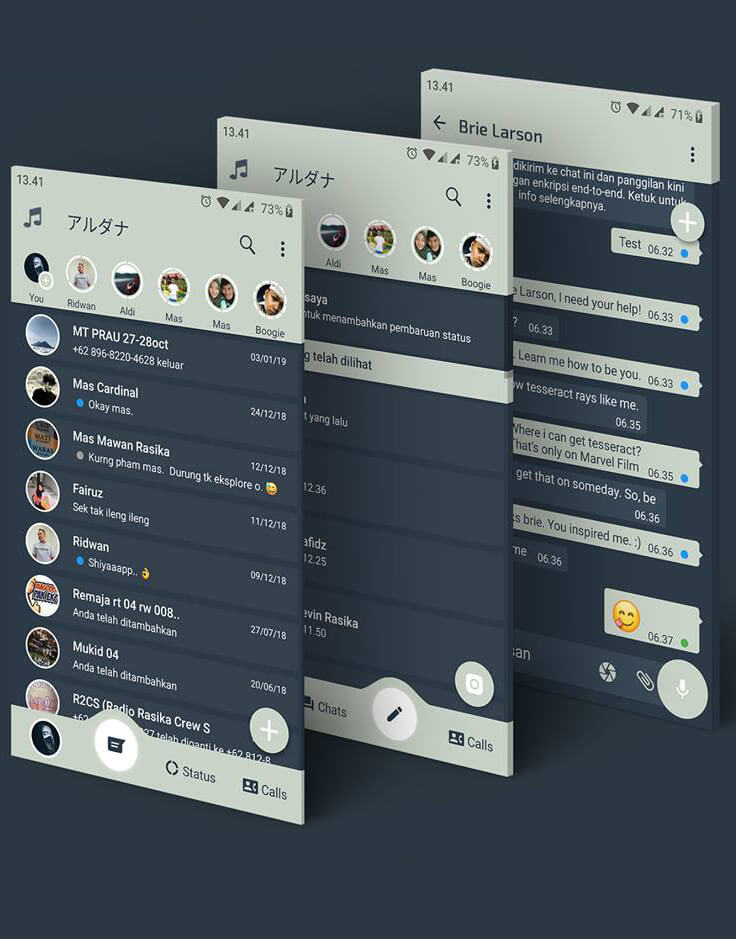 13.41
73%
アルダナ
You
Ridwan
Aldi
Mas
Mas
Boogie
MT PRAU 27-28oct
+62 896-8220-4628 keluar
03/01/19
Mas Cardinal
Okay mas.
24/12/18
Mas Mawan Rasika
Kurng pham mas. Durung tk eksplore o. 😅
12/12/18
Fairuz
Sek tak ileng ileng
11/12/18
Ridwan
Shiyaaapp.. 👌
09/12/18
Remaja rt 04 rw 008..
Anda telah ditambahkan
27/07/18
Mukid 04
Anda telah ditambahkan
20/06/18
R2CS (Radio Rasika Crew S
27 telah diganti ke +62 812-8
Status
Calls
13.41
73%
アルダナ
Aldi
Mas
Mas
Boogie
saya
tuk menambahkan pembaruan status
g telah dilihat
t yang lalu
12.36
afidz
12.25
evin Rasika
11.50
Chats
Calls
13.41
71%
Brie Larson
dikirim ke chat ini dan panggilan kini
gan enkripsi end-to-end. Ketuk untuk
info selengkapnya.
Test 06.32
e Larson, I need your help! 06.33
? 06.33
. Learn me how to be you. 06.33
ow tesseract rays like me.
06.35
Where i can get tesseract?
That's only on Marvel Film 06.35
get that on someday. So, be
06.36
ks brie. You inspired me. :) 06.36
me 06.36
😋
06.37
san